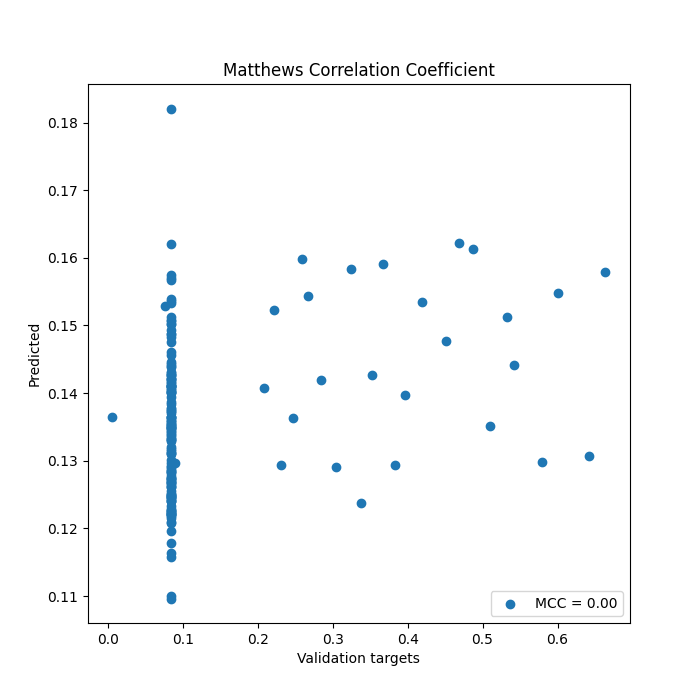 Matthews Correlation Coefficient
0.18
0.17
0.16
0.15
0.14
0.13
0.12
0.11
Predicted
MCC = 0.00
0.0 0.1 0.2 0.3 0.4 0.5 0.6
Validation targets